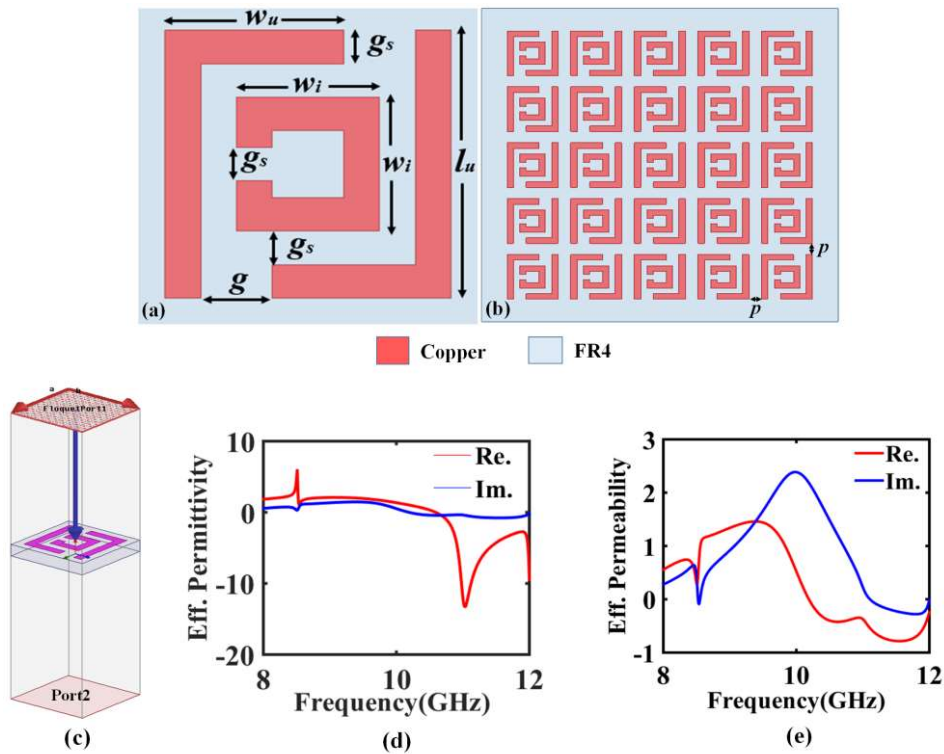 wu
gs
wi
gs
wi
lu
gs
g
(a)
p
p
(b)
Copper
FR4
a
b
FloquetPort1
Port2
(c)
10
0
-10
-20
8
10
12
Eff. Permittivity
Frequency(GHz)
Re.
Im.
(d)
3
2
1
0
-1
8
10
12
Eff. Permeability
Frequency(GHz)
Re.
Im.
(e)